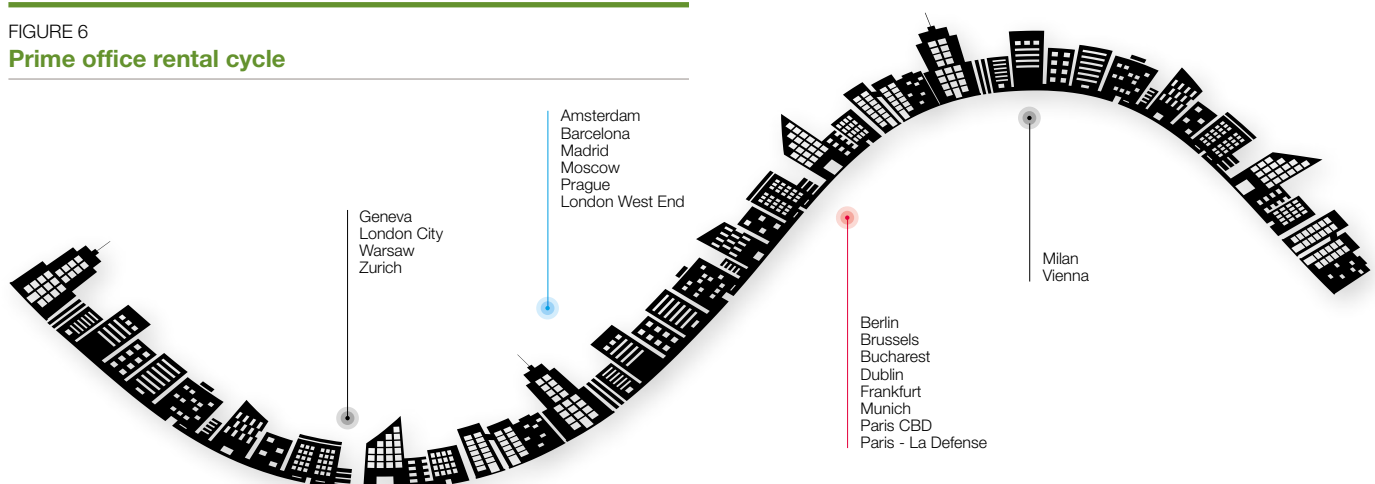 FIGURE 6
Prime office rental cycle
Geneva
London City
Warsaw
Zurich
Amsterdam
Barcelona
Madrid
Moscow
Prague
London West End
Berlin
Brussels
Bucharest
Dublin
Frankfurt
Munich
Paris CBD
Paris - La Defense
Milan
Vienna